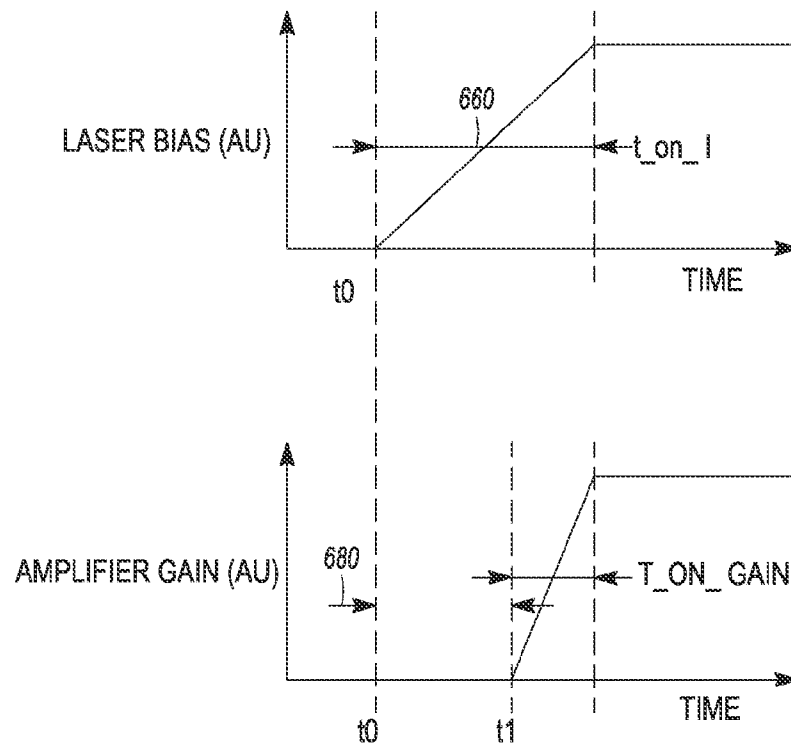 660
LASER BIAS (AU)
t_on_I
t0
TIME
680
AMPLIFIER GAIN (AU)
T_ON_GAIN
t0
t1
TIME